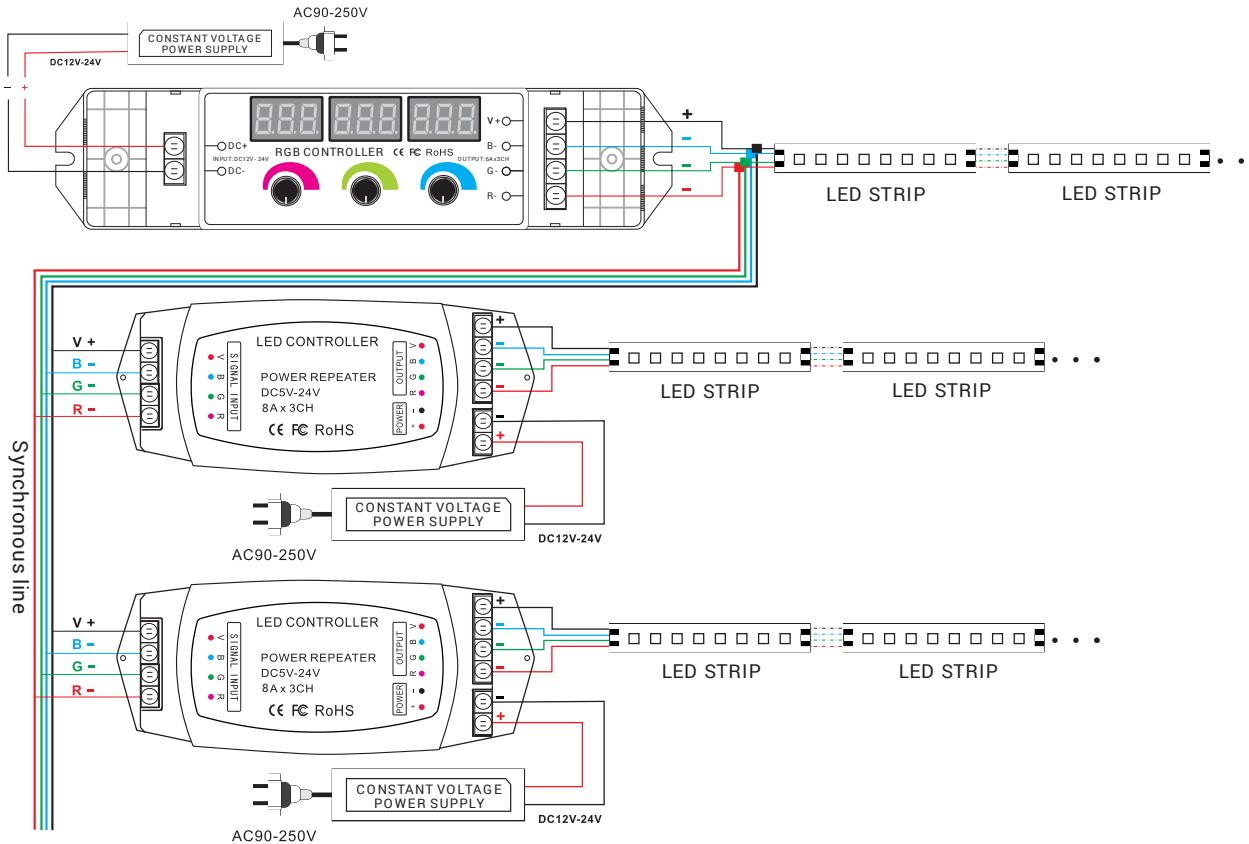 AC90-250V
CONSTANT VOLTAGE
POWER SUPPLY
DC12V-24V
− +
888 888 888
DC+
INPUT:DC12V-24V
DC-
RGB CONTROLLER CE FC RoHS
OUTPUT:6Ax3CH
V+
B-
G-
R-
+
−
−
−
LED STRIP
LED STRIP
Synchronous line
V +
B −
G −
R −
V
B
G
R
SIGNAL INPUT
LED CONTROLLER
POWER REPEATER
DC5V-24V
8A x 3CH
CE FC RoHS
OUTPUT
V
B
G
R
POWER
−
+
+
−
−
−
−
+
LED STRIP
LED STRIP
CONSTANT VOLTAGE
POWER SUPPLY
DC12V-24V
AC90-250V
V +
B −
G −
R −
V
B
G
R
SIGNAL INPUT
LED CONTROLLER
POWER REPEATER
DC5V-24V
8A x 3CH
CE FC RoHS
OUTPUT
V
B
G
R
POWER
−
+
+
−
−
−
−
+
LED STRIP
LED STRIP
CONSTANT VOLTAGE
POWER SUPPLY
DC12V-24V
AC90-250V